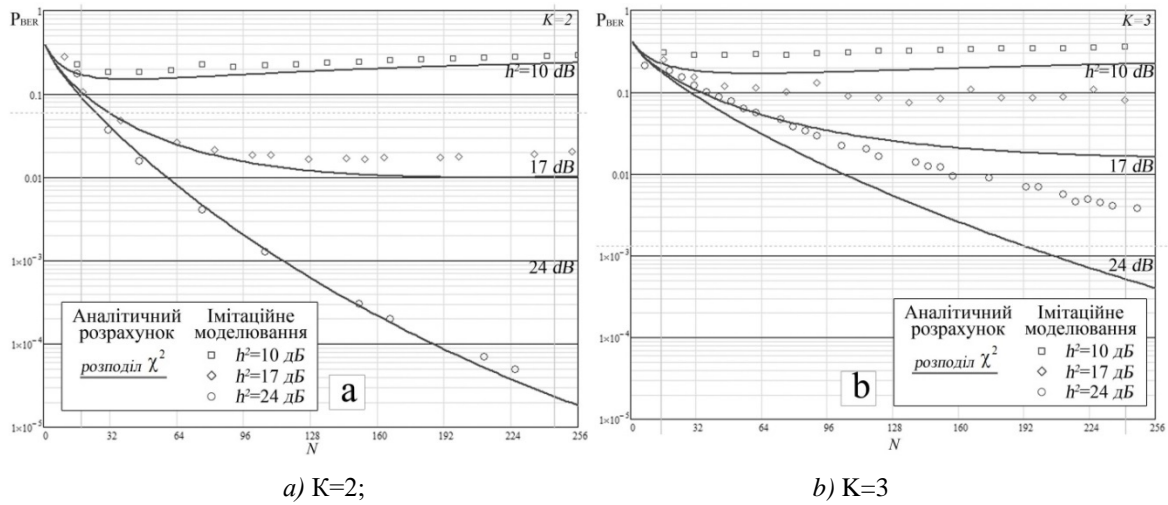 P_BER
K=2
1
0.1
0.01
1×10⁻³
1×10⁻⁴
1×10⁻⁵
h²=10 dB
17 dB
24 dB
Аналітичний розрахунок
розподіл χ²
Імітаційне моделювання
h²=10 дБ
h²=17 дБ
h²=24 дБ
a
0 32 64 96 128 160 192 224 256
N
P_BER
K=3
1
0.1
0.01
1×10⁻³
1×10⁻⁴
1×10⁻⁵
h²=10 dB
17 dB
24 dB
Аналітичний розрахунок
розподіл χ²
Імітаційне моделювання
h²=10 дБ
h²=17 дБ
h²=24 дБ
b
0 32 64 96 128 160 192 224 256
N
а) К=2;
b) K=3